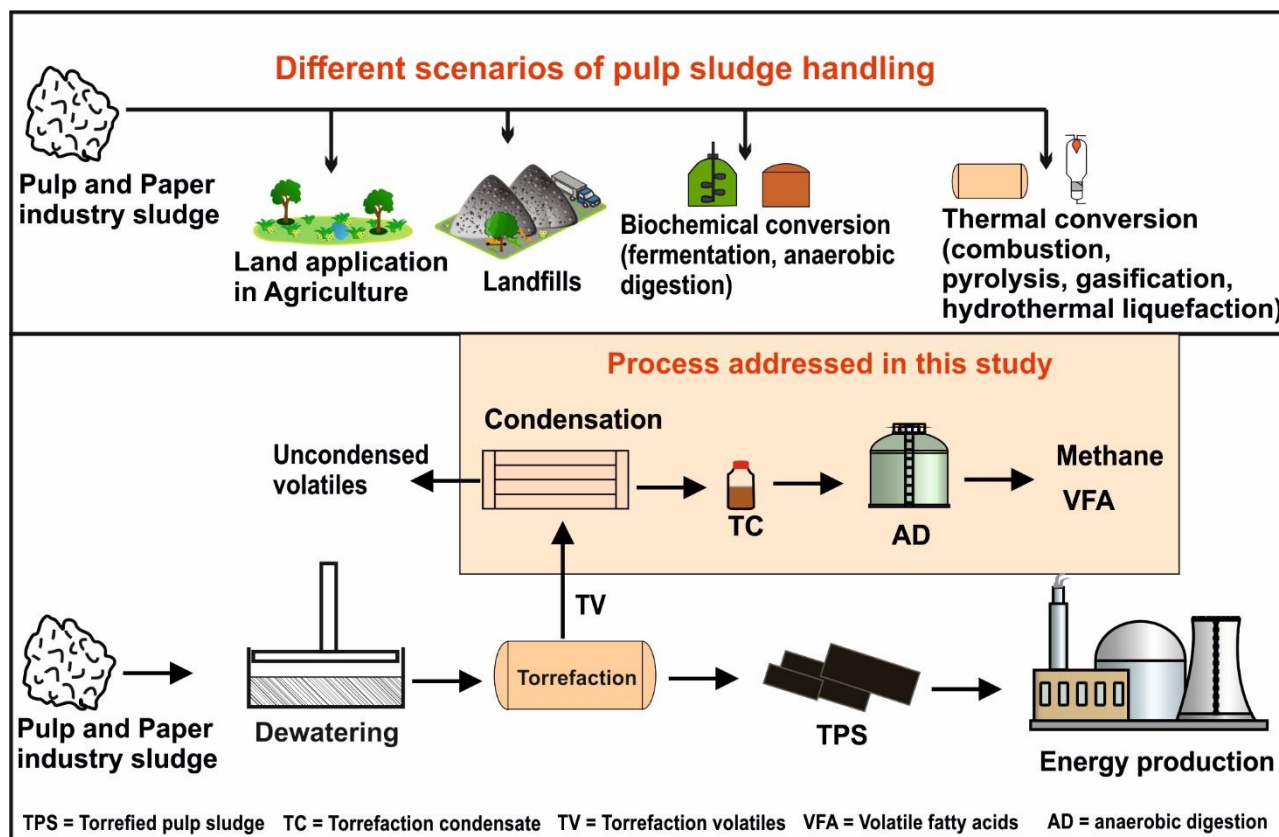 Different scenarios of pulp sludge handling
Pulp and Paper
industry sludge
Land application
in Agriculture
Landfills
Biochemical conversion
(fermentation, anaerobic
digestion)
Thermal conversion
(combustion,
pyrolysis, gasification,
hydrothermal liquefaction)
Process addressed in this study
Condensation
Uncondensed
volatiles
TC
AD
Methane
VFA
TV
Pulp and Paper
industry sludge
Dewatering
Torrefaction
TPS
Energy production
TPS = Torrefied pulp sludge TC = Torrefaction condensate TV = Torrefaction volatiles VFA = Volatile fatty acids AD = anaerobic digestion